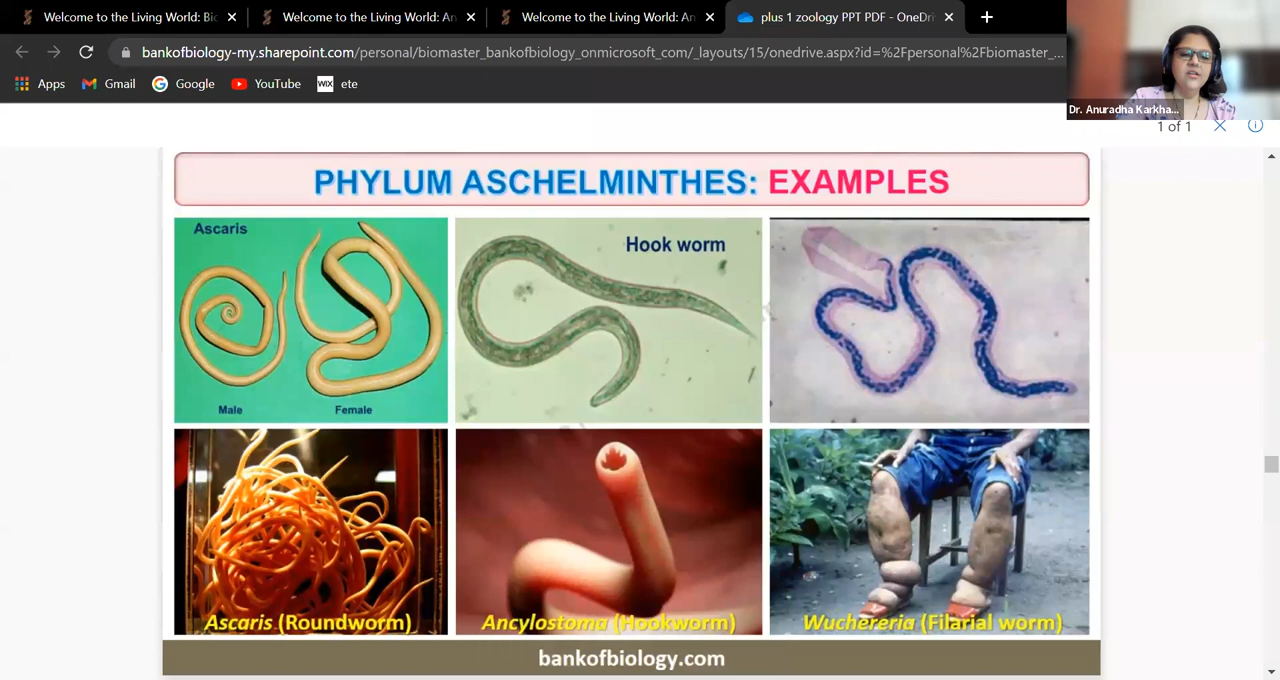 Welcome to the Living World: Bio
Welcome to the Living World: An
Welcome to the Living World: An
plus 1 zoology PPT PDF - OneDri
bankofbiology-my.sharepoint.com/personal/biomaster_bankofbiology_onmicrosoft_com/_layouts/15/onedrive.aspx?id=%2Fpersonal%2Fbiomaster_...
Apps
Gmail
Google
YouTube
WiX
ete
Dr. Anuradha Karkha...
1 of 1
PHYLUM ASCHELMINTHES: EXAMPLES
Ascaris
Male
Female
Hook worm
Ascaris (Roundworm)
Ancylostoma (Hookworm)
Wuchereria (Filarial worm)
bankofbiology.com